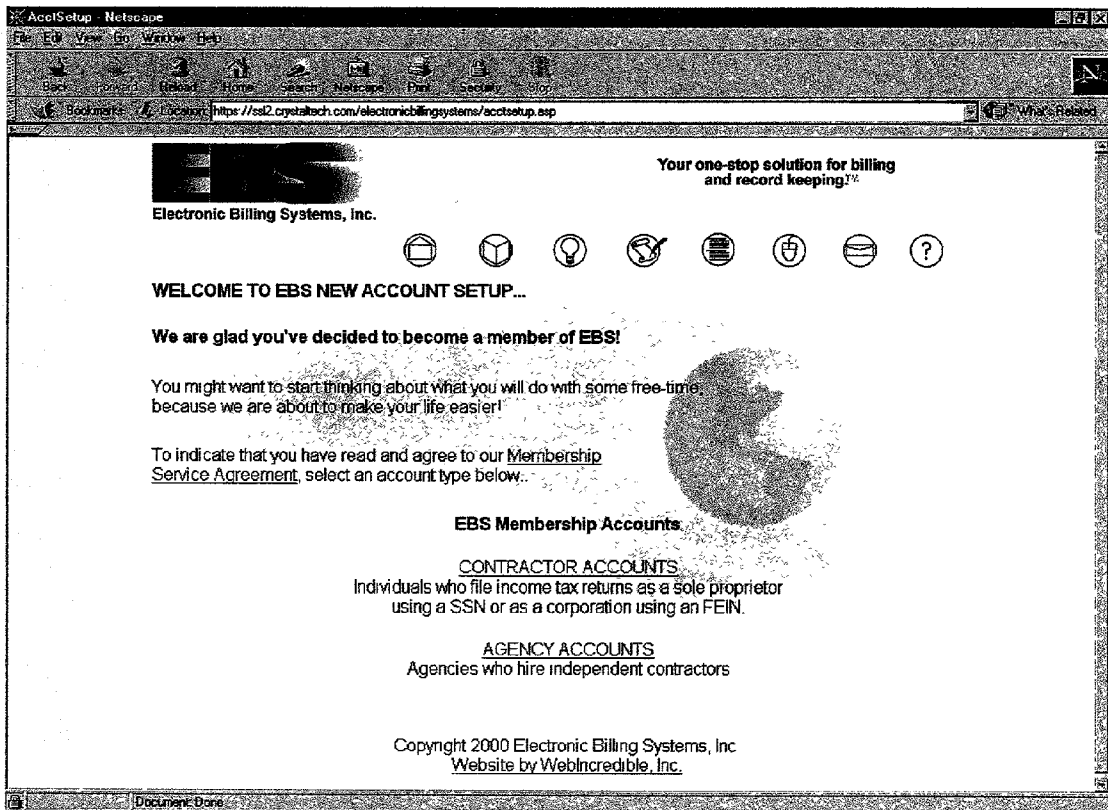 AcctSetup - Netscape
File Edit View Go Window Help
Back Forward Reload Home Search Netscape Print Security Stop
N
Bookmarks Location: https://ssl2.crystaltech.com/electronicbillingsystems/acctsetup.asp What's Related
EBS
Your one-stop solution for billing
and record keeping.™
Electronic Billing Systems, Inc.
?
WELCOME TO EBS NEW ACCOUNT SETUP...
We are glad you've decided to become a member of EBS!
You might want to start thinking about what you will do with some free-time,
because we are about to make your life easier!
To indicate that you have read and agree to our Membership
Service Agreement, select an account type below...
EBS Membership Accounts
CONTRACTOR ACCOUNTS
Individuals who file income tax returns as a sole proprietor
using a SSN or as a corporation using an FEIN.
AGENCY ACCOUNTS
Agencies who hire independent contractors
Copyright 2000 Electronic Billing Systems, Inc
Website by WebIncredible, Inc.
Document: Done